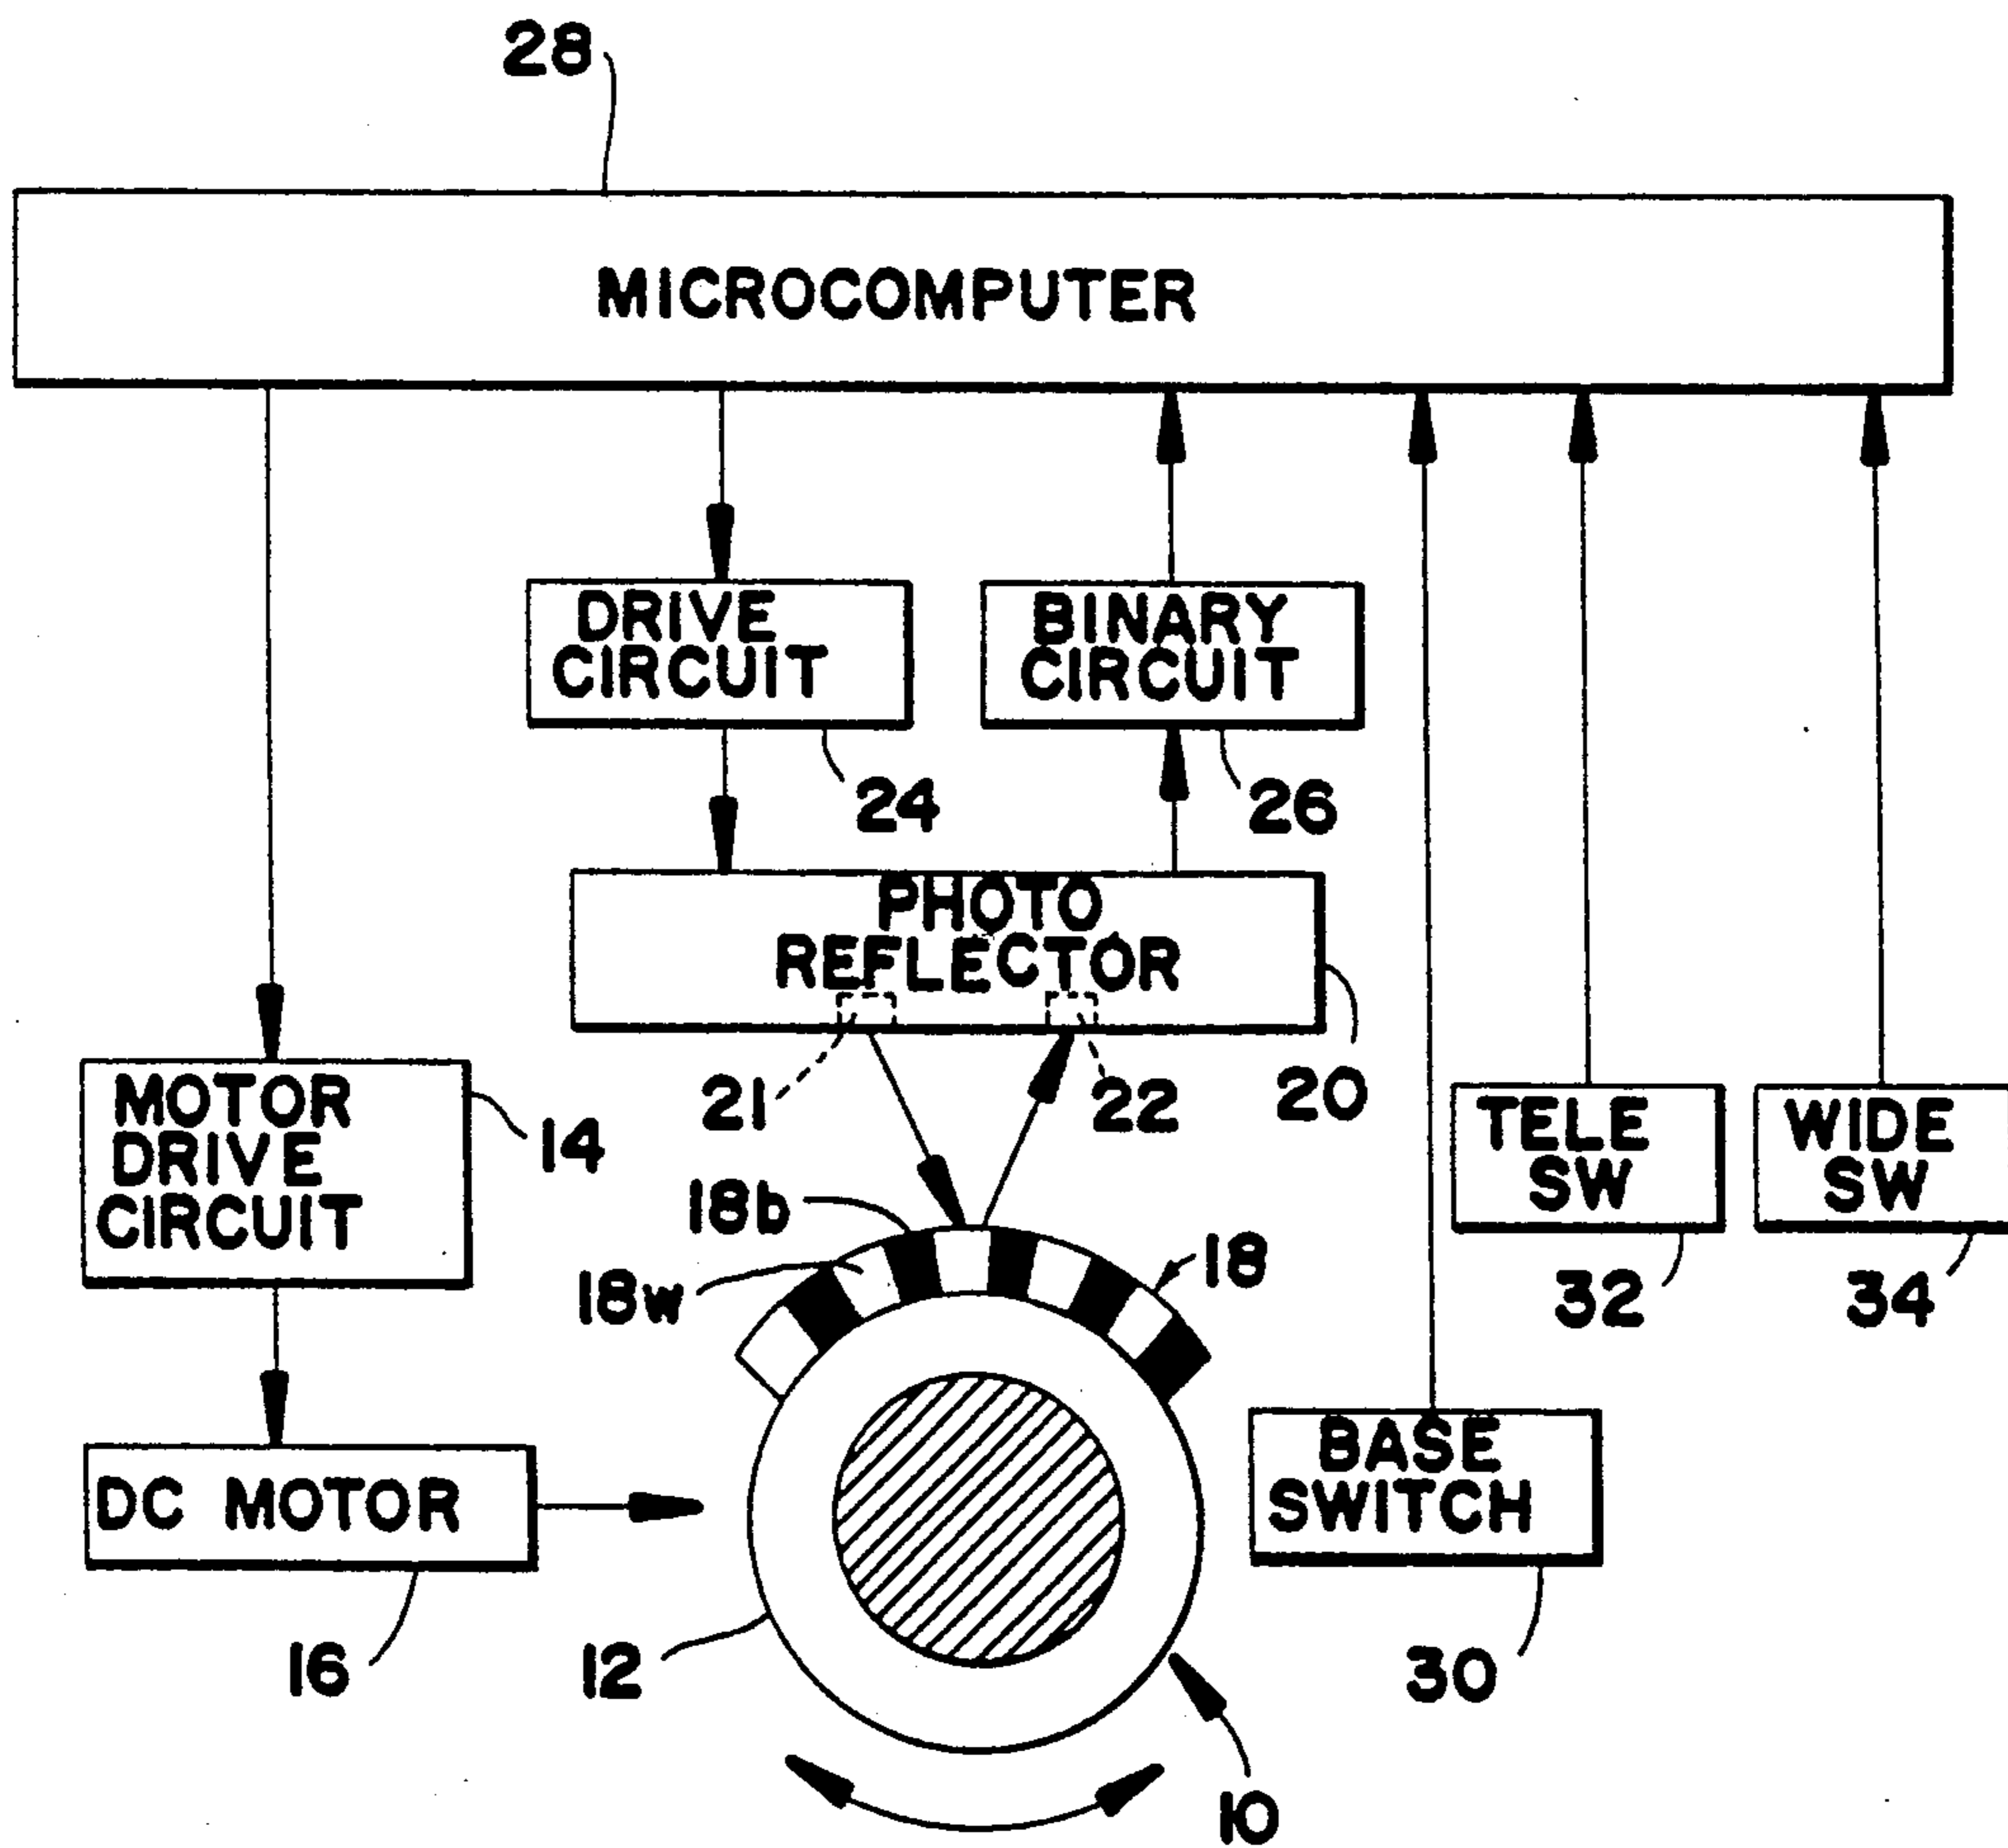 28
MICROCOMPUTER
DRIVE
CIRCUIT
24
BINARY
CIRCUIT
26
PHOTO
REFLECTOR
21
22
20
MOTOR
DRIVE
CIRCUIT
14
TELE
SW
32
WIDE
SW
34
18b
18w
18
DC MOTOR
16
12
BASE
SWITCH
30
10